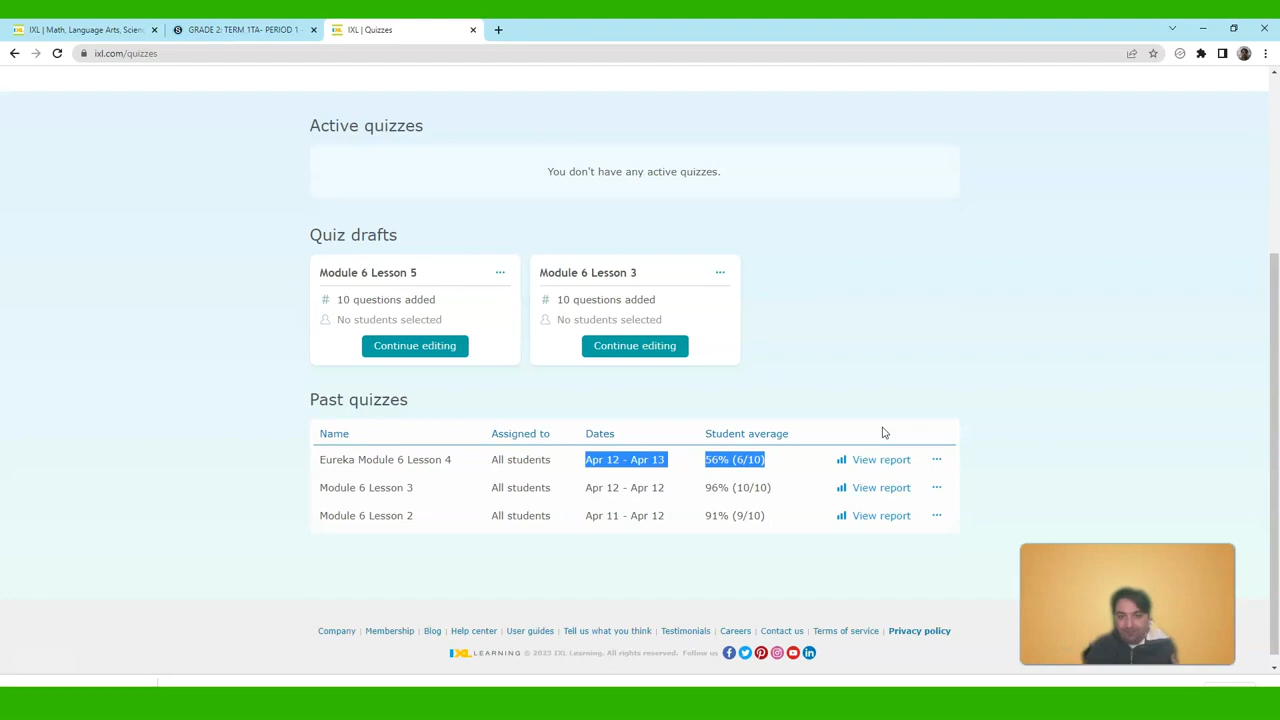 IXL | Math, Language Arts, Scien
GRADE 2: TERM 1TA- PERIOD 1 -
IXL | Quizzes
ixl.com/quizzes
Active quizzes
You don't have any active quizzes.
Quiz drafts
Module 6 Lesson 5 ...
# 10 questions added
No students selected
Continue editing
Module 6 Lesson 3 ...
# 10 questions added
No students selected
Continue editing
Past quizzes
Name Assigned to Dates Student average
Eureka Module 6 Lesson 4 All students Apr 12 - Apr 13 56% (6/10) View report ...
Module 6 Lesson 3 All students Apr 12 - Apr 12 96% (10/10) View report ...
Module 6 Lesson 2 All students Apr 11 - Apr 12 91% (9/10) View report ...
Company | Membership | Blog | Help center | User guides | Tell us what you think | Testimonials | Careers | Contact us | Terms of service | Privacy policy
IXL LEARNING © 2023 IXL Learning. All rights reserved. Follow us